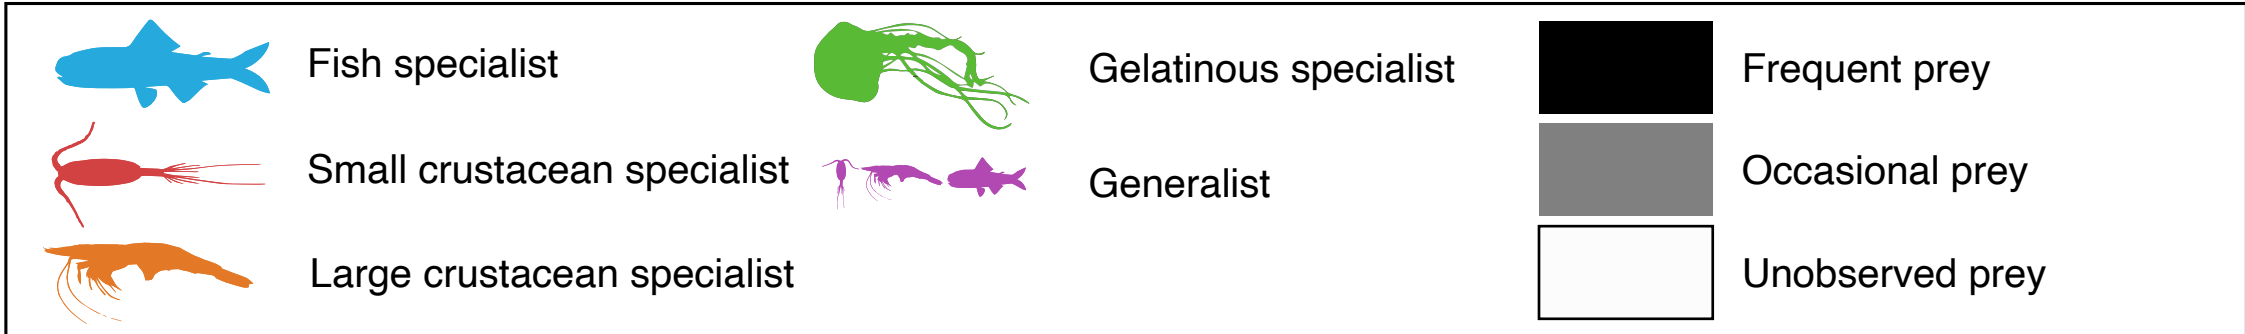 Fish specialist
Small crustacean specialist
Large crustacean specialist
Gelatinous specialist
Generalist
Frequent prey
Occasional prey
Unobserved prey